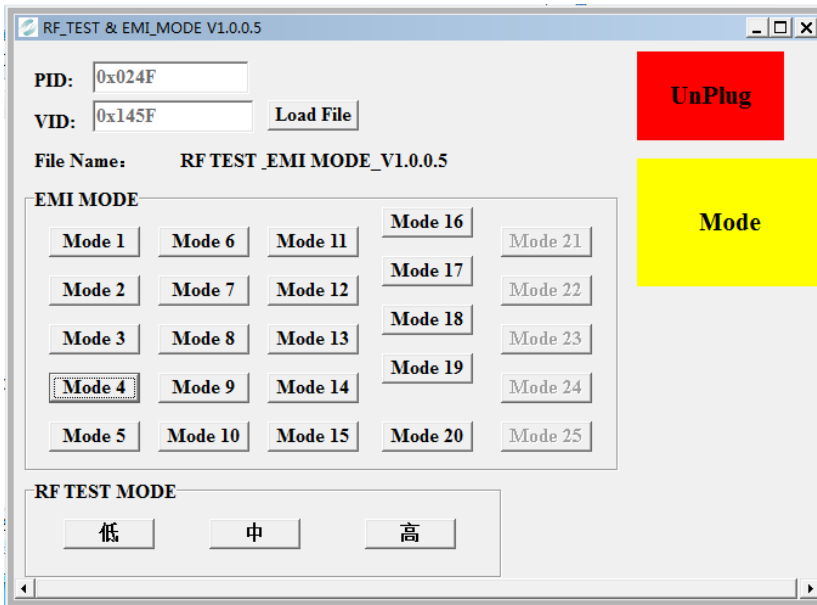 RF_TEST & EMI_MODE V1.0.0.5
PID: 0x024F
UnPlug
VID: 0x145F Load File
File Name: RF TEST _EMI MODE_V1.0.0.5
Mode
EMI MODE
Mode 1 Mode 6 Mode 11 Mode 16 Mode 21
Mode 2 Mode 7 Mode 12 Mode 17 Mode 22
Mode 3 Mode 8 Mode 13 Mode 18 Mode 23
Mode 4 Mode 9 Mode 14 Mode 19 Mode 24
Mode 5 Mode 10 Mode 15 Mode 20 Mode 25
RF TEST MODE
低 中 高